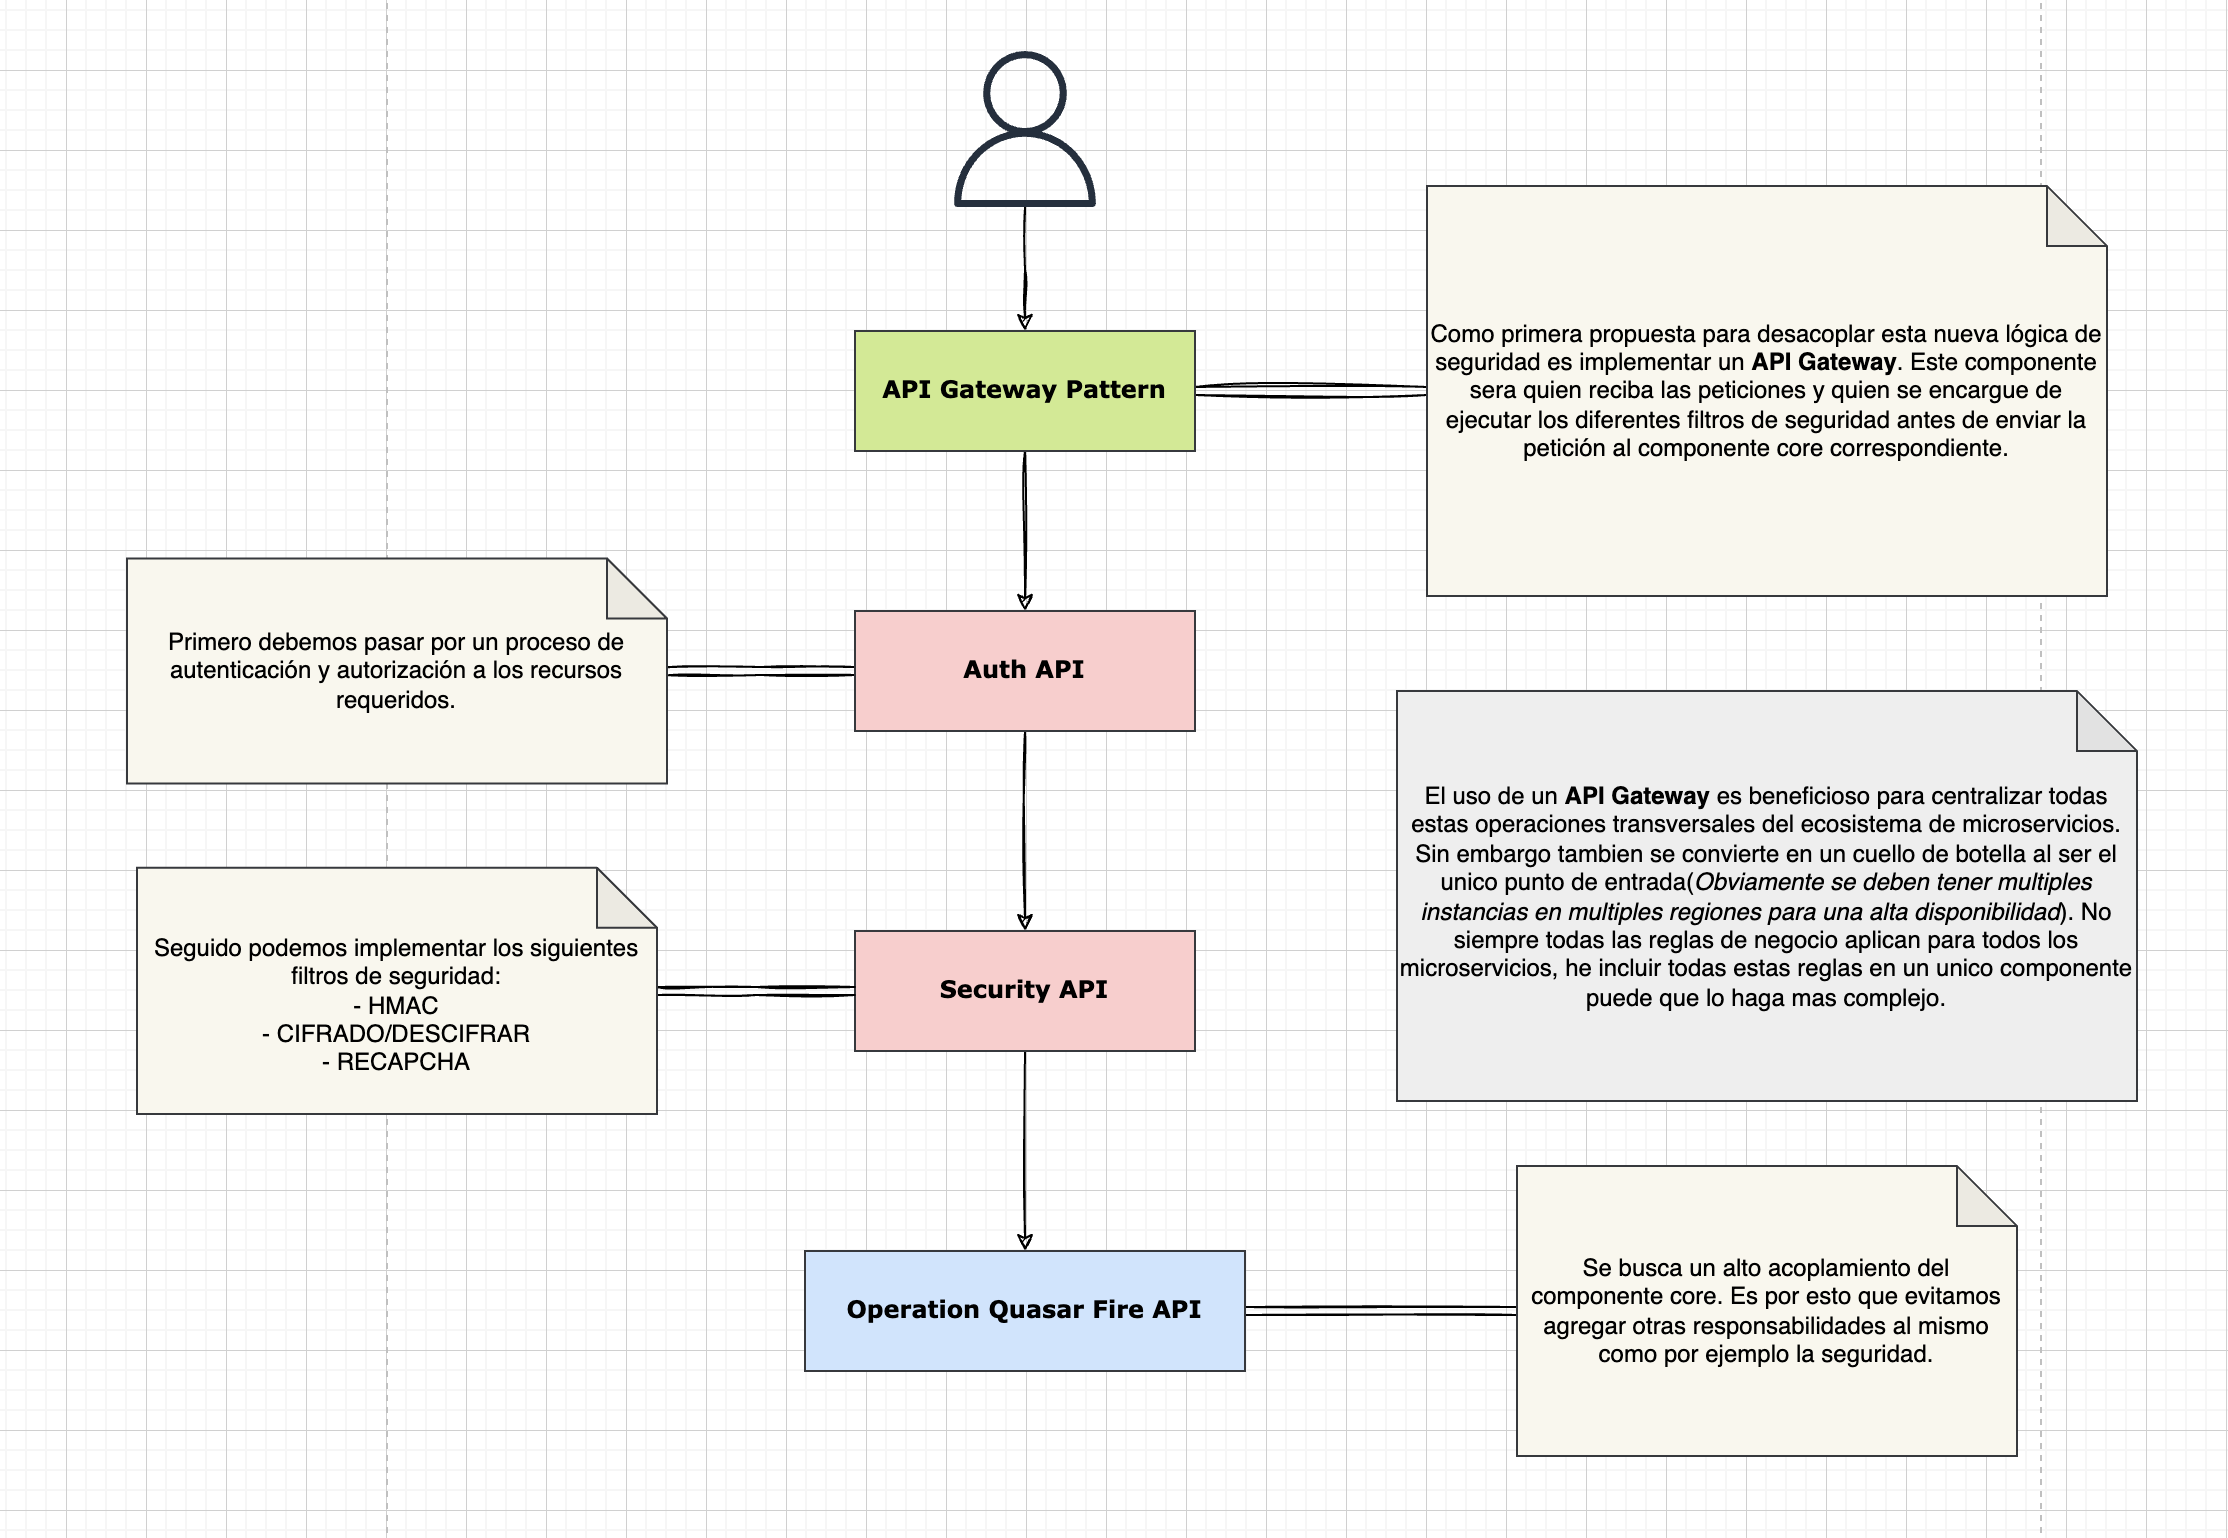 API Gateway Pattern
Como primera propuesta para desacoplar esta nueva lógica de
seguridad es implementar un API Gateway. Este componente
sera quien reciba las peticiones y quien se encargue de
ejecutar los diferentes filtros de seguridad antes de enviar la
petición al componente core correspondiente.
Primero debemos pasar por un proceso de
autenticación y autorización a los recursos
requeridos.
Auth API
El uso de un API Gateway es beneficioso para centralizar todas
estas operaciones transversales del ecosistema de microservicios.
Sin embargo tambien se convierte en un cuello de botella al ser el
unico punto de entrada(Obviamente se deben tener multiples
instancias en multiples regiones para una alta disponibilidad). No
siempre todas las reglas de negocio aplican para todos los
microservicios, he incluir todas estas reglas en un unico componente
puede que lo haga mas complejo.
Seguido podemos implementar los siguientes
filtros de seguridad:
- HMAC
- CIFRADO/DESCIFRAR
- RECAPCHA
Security API
Operation Quasar Fire API
Se busca un alto acoplamiento del
componente core. Es por esto que evitamos
agregar otras responsabilidades al mismo
como por ejemplo la seguridad.